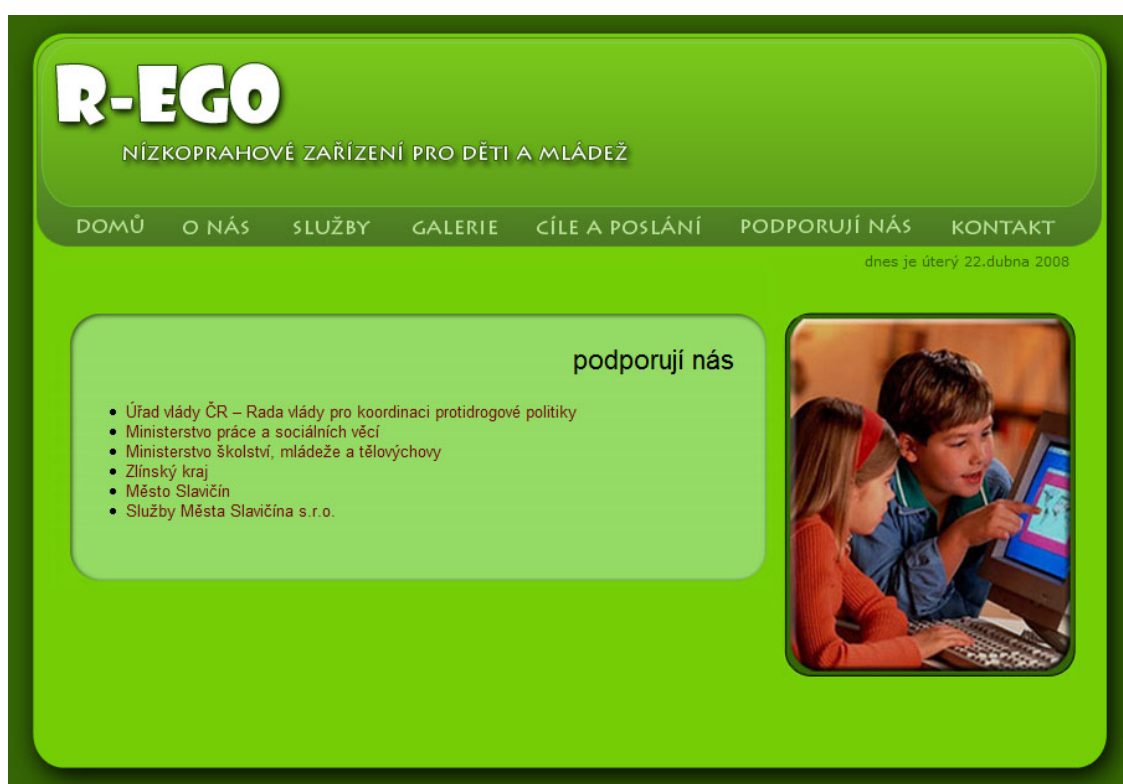 R-EGO
NÍZKOPRAHOVÉ ZAŘÍZENÍ PRO DĚTI A MLÁDEŽ
DOMŮ O NÁS SLUŽBY GALERIE CÍLE A POSLÁNÍ PODPORUJÍ NÁS KONTAKT
dnes je úterý 22.dubna 2008
podporují nás
• Úřad vlády ČR – Rada vlády pro koordinaci protidrogové politiky
• Ministerstvo práce a sociálních věcí
• Ministerstvo školství, mládeže a tělovýchovy
• Zlínský kraj
• Město Slavičín
• Služby Města Slavičína s.r.o.